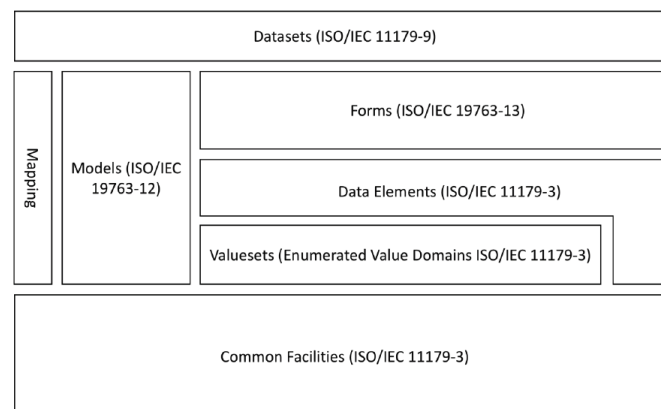 Datasets (ISO/IEC 11179-9)
Mapping
Models (ISO/IEC
19763-12)
Forms (ISO/IEC 19763-13)
Data Elements (ISO/IEC 11179-3)
Valuesets (Enumerated Value Domains ISO/IEC 11179-3)
Common Facilities (ISO/IEC 11179-3)